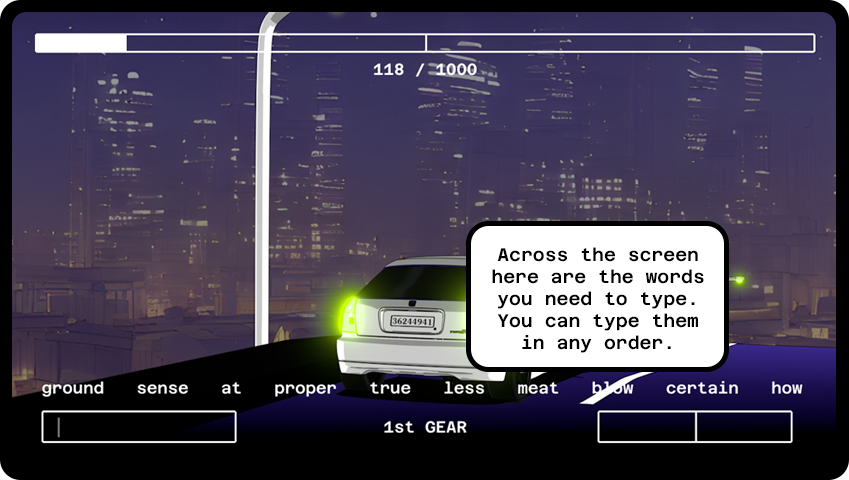 118 / 1000
Across the screen
here are the words
you need to type.
You can type them
in any order.
36244941
ground sense at proper true less meat blow certain how
1st GEAR